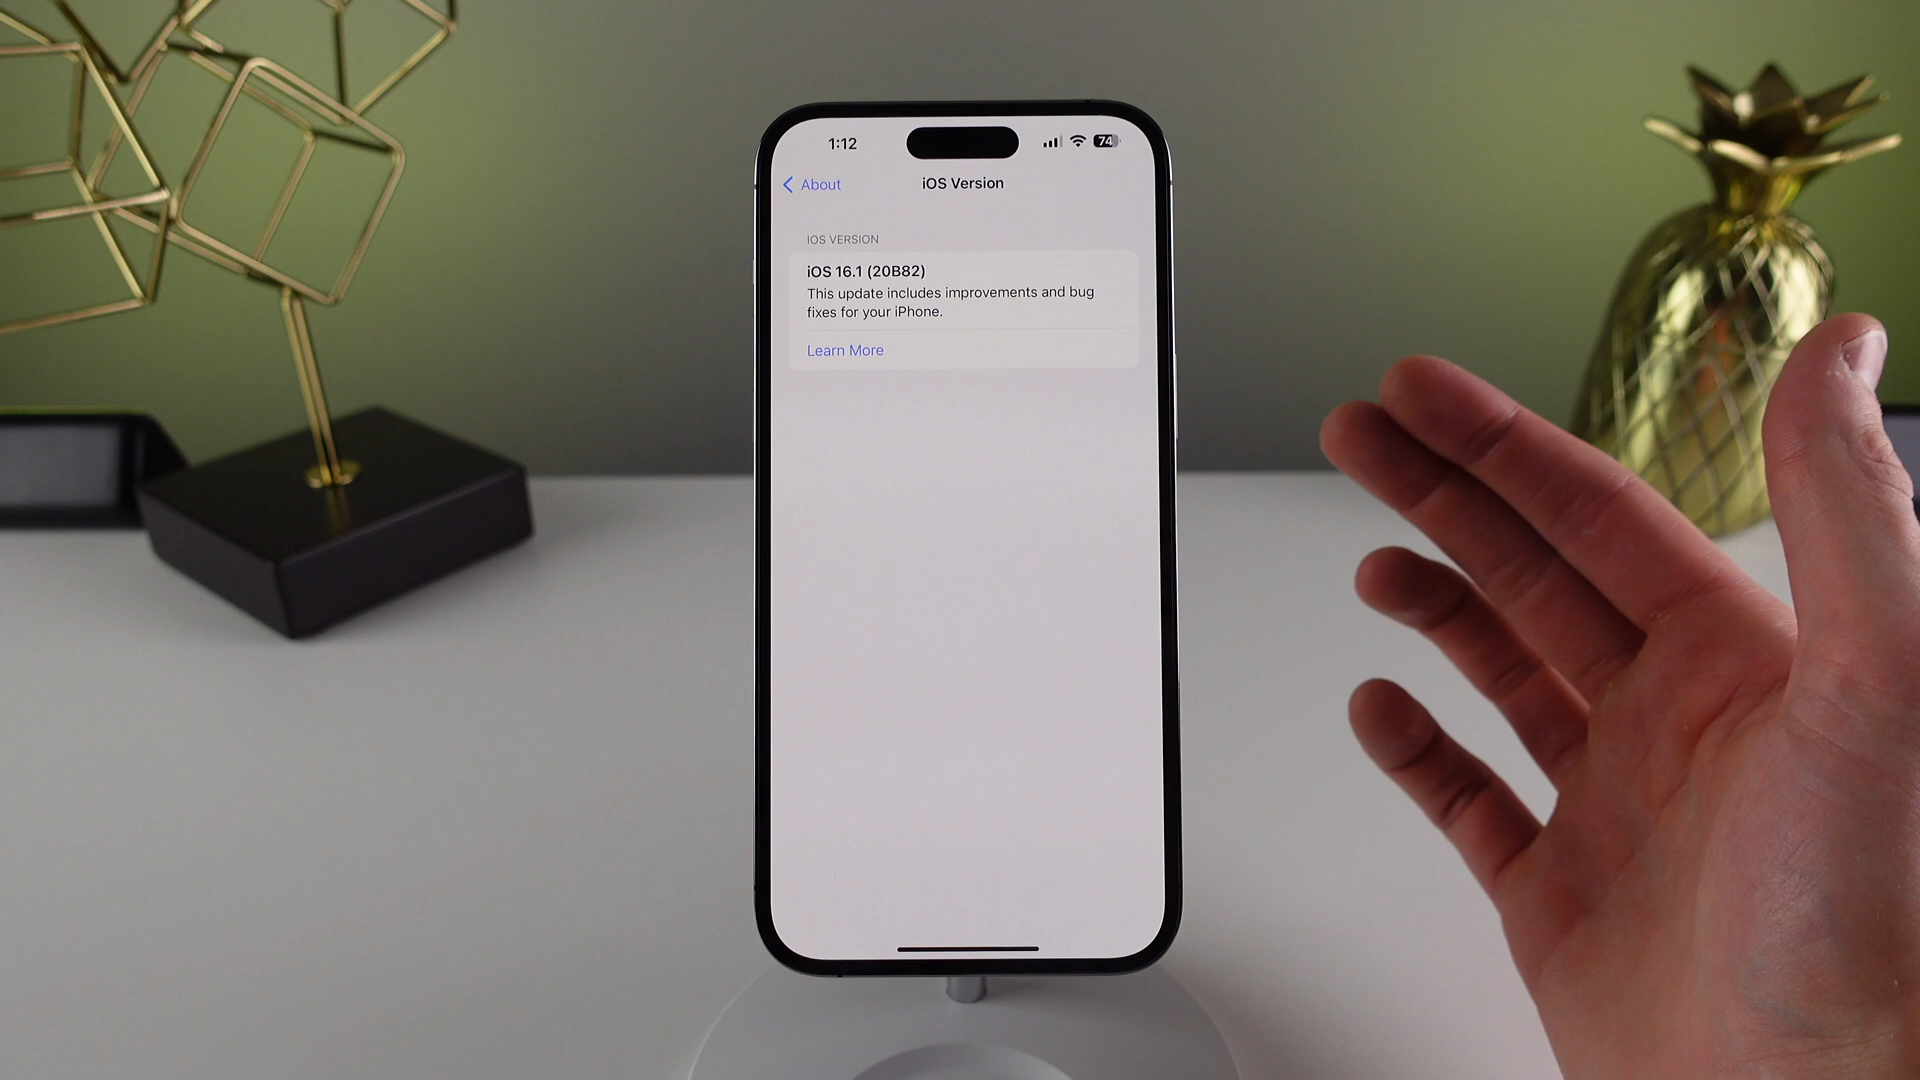 1:12
74
About
iOS Version
IOS VERSION
iOS 16.1 (20B82)
This update includes improvements and bug
fixes for your iPhone.
Learn More